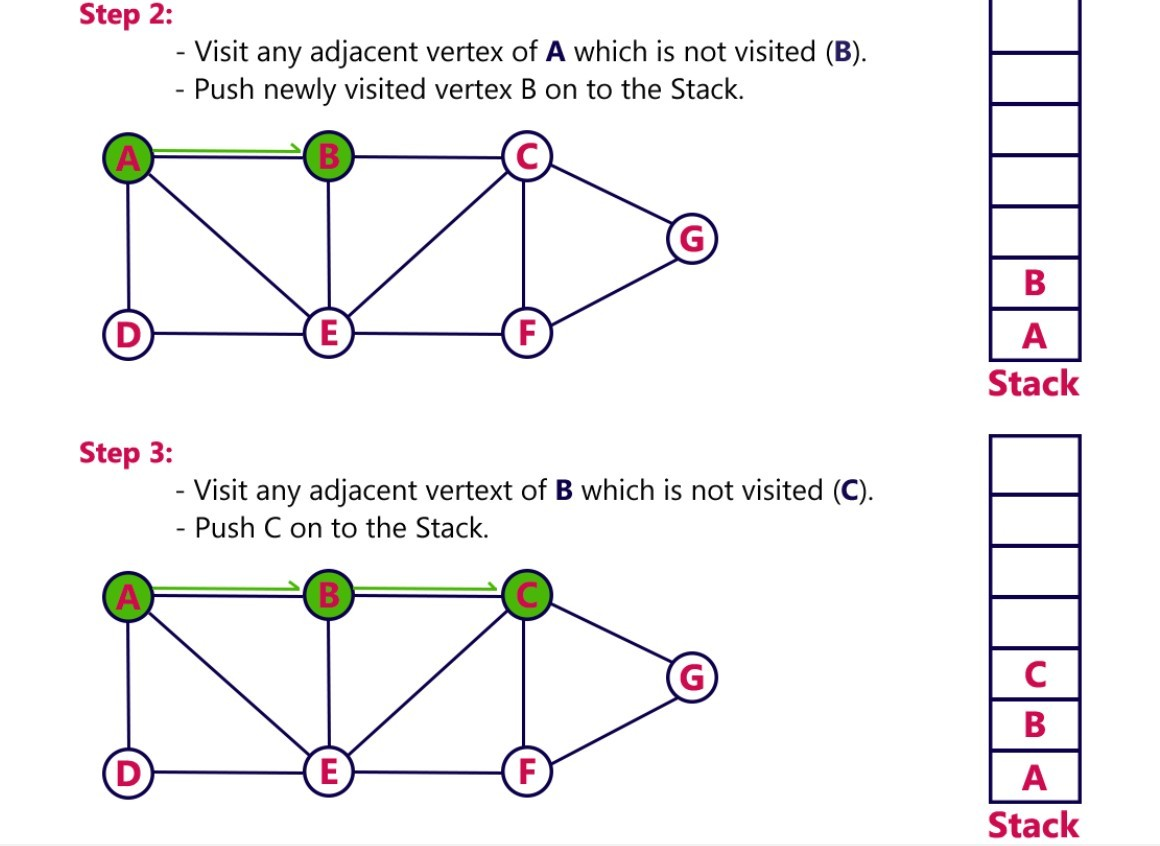 Step 2:
- Visit any adjacent vertex of A which is not visited (B).
- Push newly visited vertex B on to the Stack.
A
B
C
G
D
E
F
B
A
Stack
Step 3:
- Visit any adjacent vertext of B which is not visited (C).
- Push C on to the Stack.
A
B
C
G
D
E
F
C
B
A
Stack